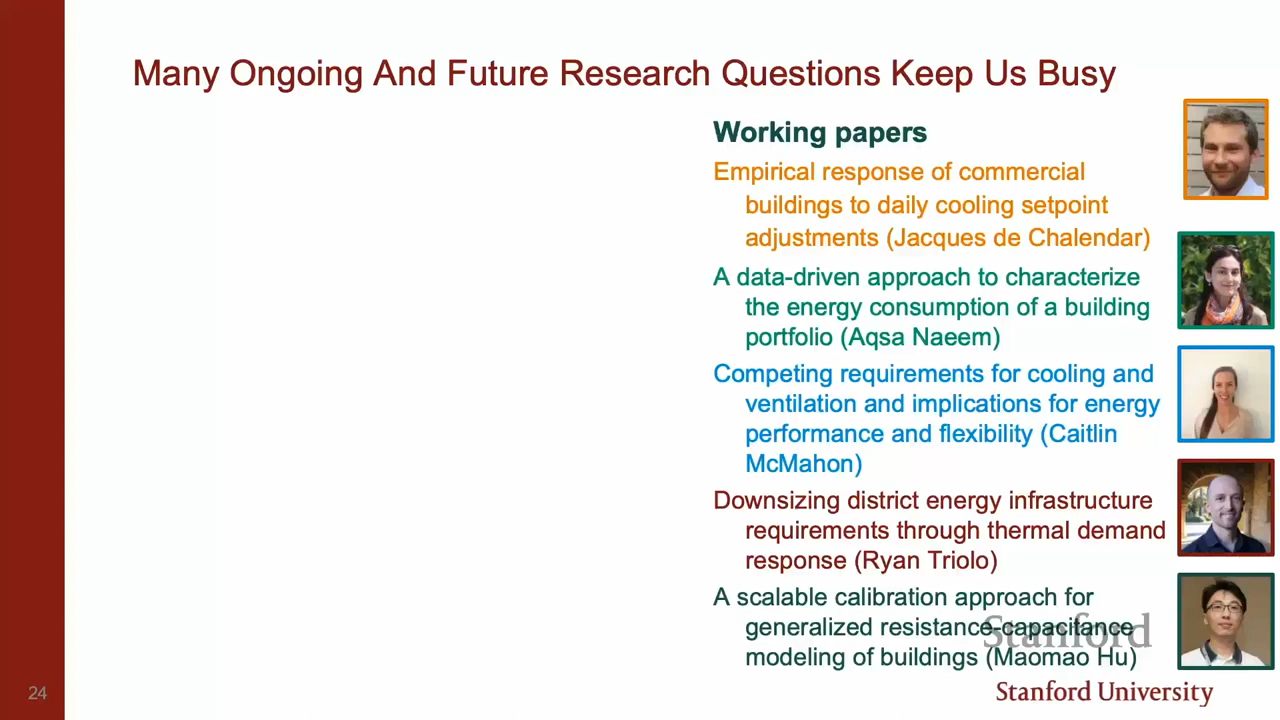 Many Ongoing And Future Research Questions Keep Us Busy
Working papers
Empirical response of commercial
buildings to daily cooling setpoint
adjustments (Jacques de Chalendar)
A data-driven approach to characterize
the energy consumption of a building
portfolio (Aqsa Naeem)
Competing requirements for cooling and
ventilation and implications for energy
performance and flexibility (Caitlin
McMahon)
Downsizing district energy infrastructure
requirements through thermal demand
response (Ryan Triolo)
A scalable calibration approach for
generalized resistance-capacitance
modeling of buildings (Maomao Hu)
Stanford
Stanford University
24